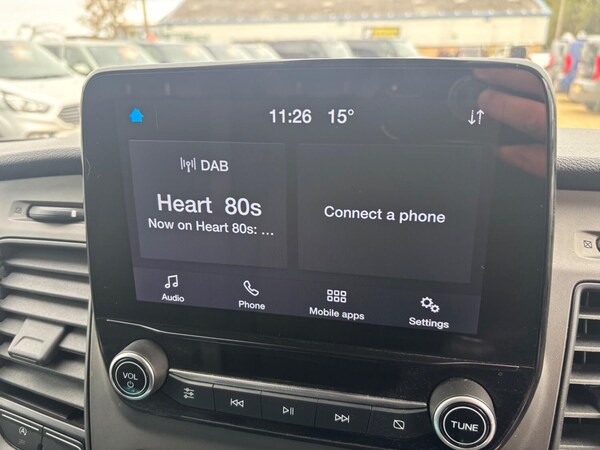 11:26 15°
DAB
Heart 80s
Now on Heart 80s: ...
Connect a phone
Audio
Phone
Mobile apps
Settings
VOL
TUNE